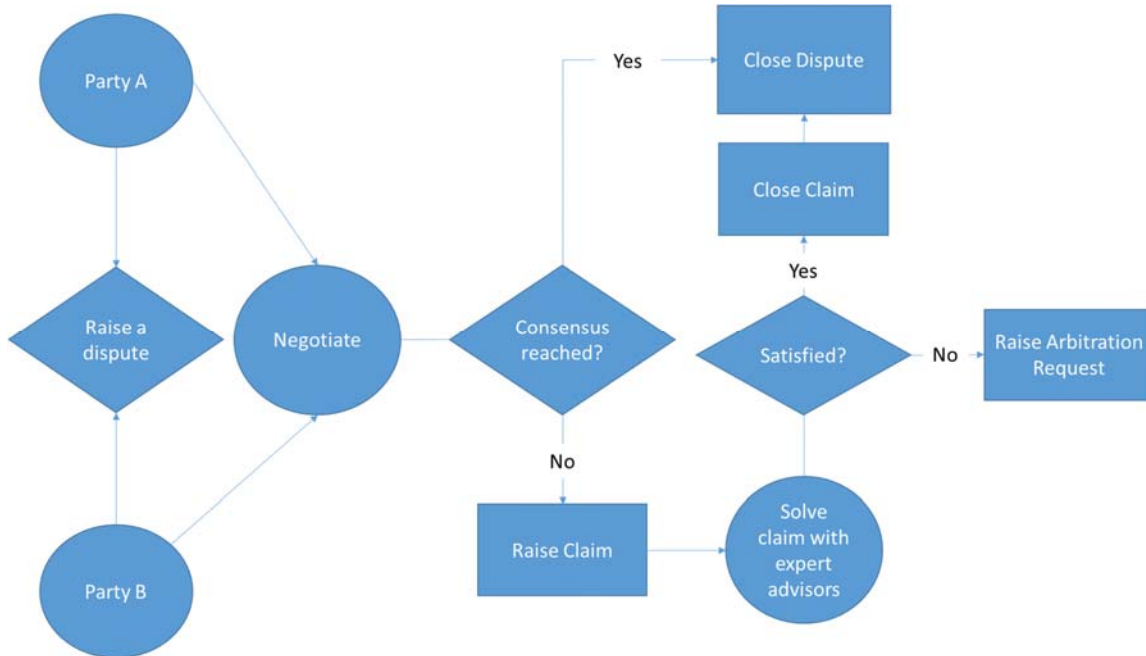 Party A
Raise a
dispute
Party B
Negotiate
Consensus
reached?
Yes
No
Raise Claim
Solve
claim with
expert
advisors
Satisfied?
Yes
No
Close Claim
Close Dispute
Raise Arbitration
Request